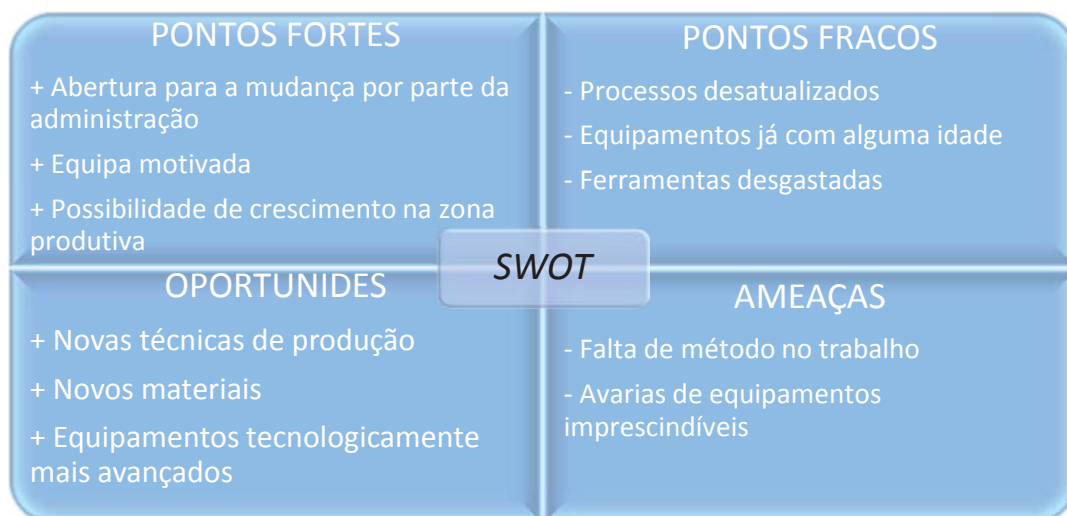 PONTOS FORTES
+ Abertura para a mudança por parte da
administração
+ Equipa motivada
+ Possibilidade de crescimento na zona
produtiva
PONTOS FRACOS
- Processos desatualizados
- Equipamentos já com alguma idade
- Ferramentas desgastadas
SWOT
OPORTUNIDES
+ Novas técnicas de produção
+ Novos materiais
+ Equipamentos tecnologicamente
mais avançados
AMEAÇAS
- Falta de método no trabalho
- Avarias de equipamentos
imprescindíveis